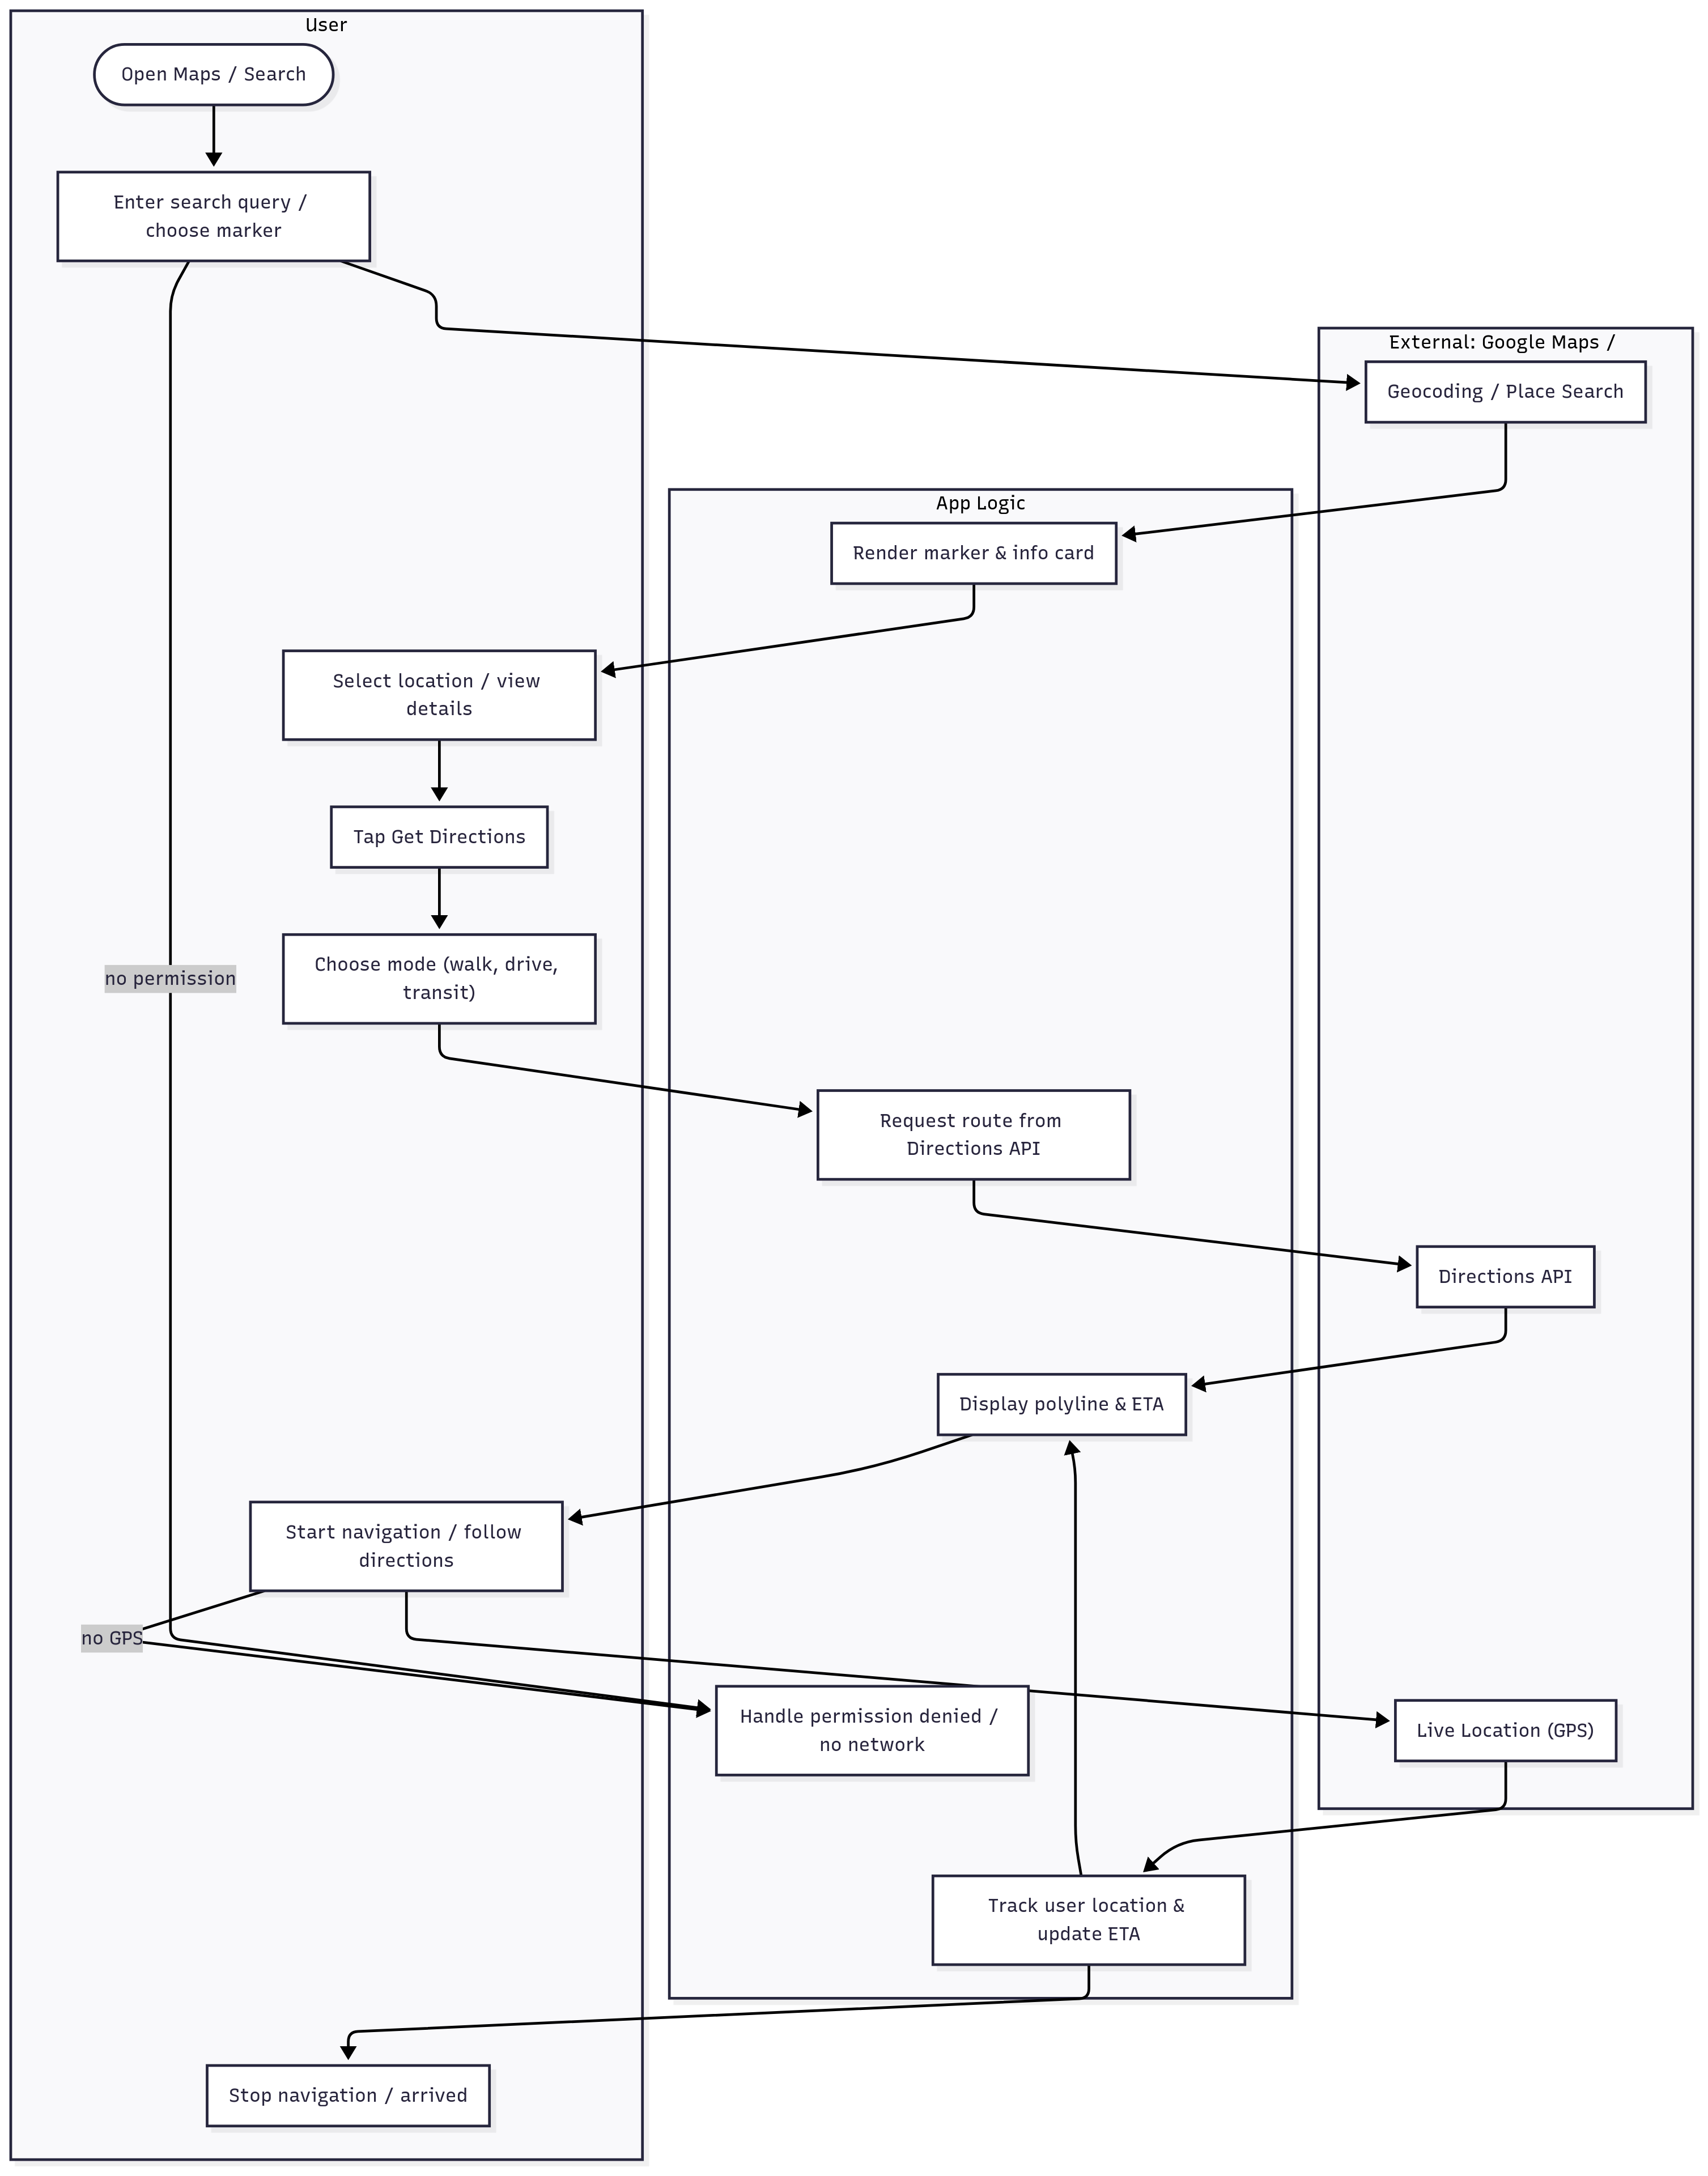 User
Open Maps / Search
Enter search query /
choose marker
External: Google Maps /
Geocoding / Place Search
App Logic
Render marker & info card
Select location / view
details
Tap Get Directions
Choose mode (walk, drive,
transit)
no permission
Request route from
Directions API
Directions API
Display polyline & ETA
Start navigation / follow
directions
no GPS
Handle permission denied /
no network
Live Location (GPS)
Track user location &
update ETA
Stop navigation / arrived